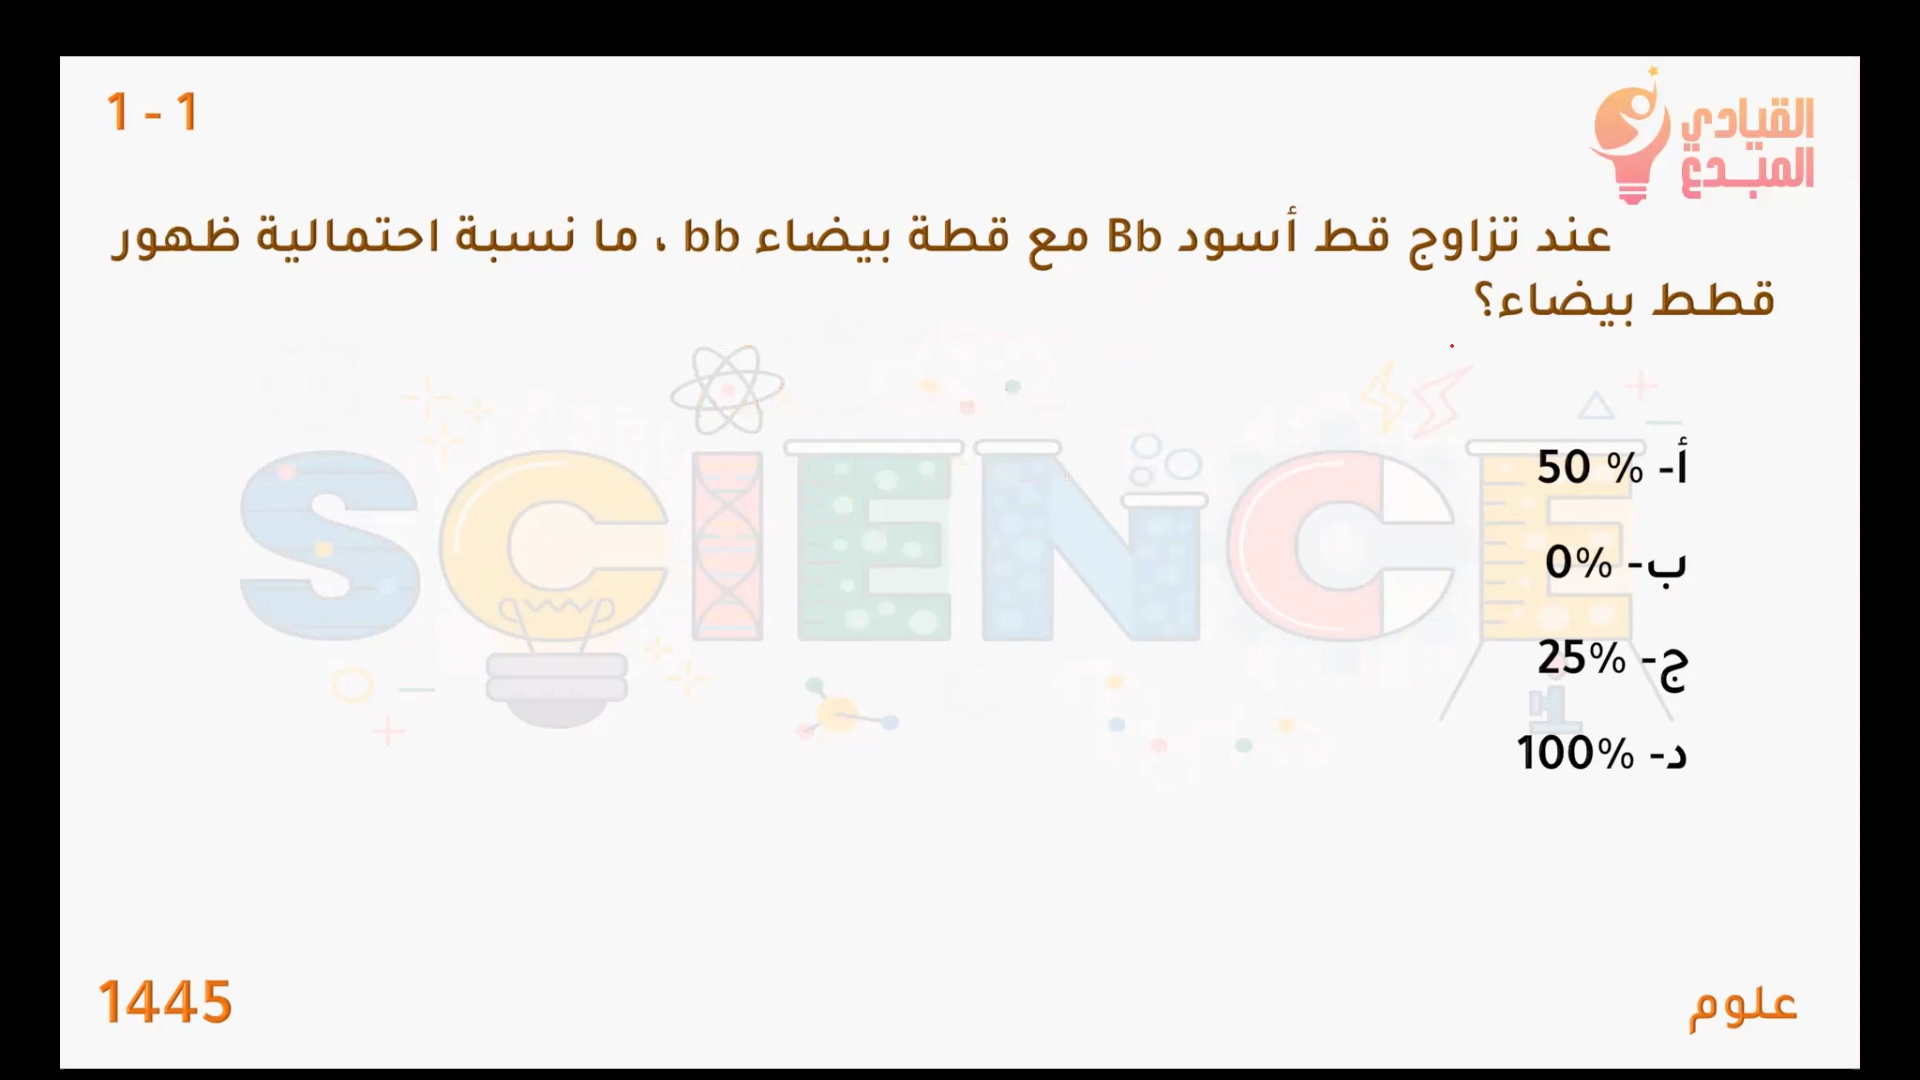 1 - 1
القيادي
المبدع
عند تزاوج قط أسود Bb مع قطة بيضاء bb ، ما نسبة احتمالية ظهور
قطط بيضاء؟
SCIENCE
أ- % 50
ب- %0
ج- %25
د- %100
1445
علوم